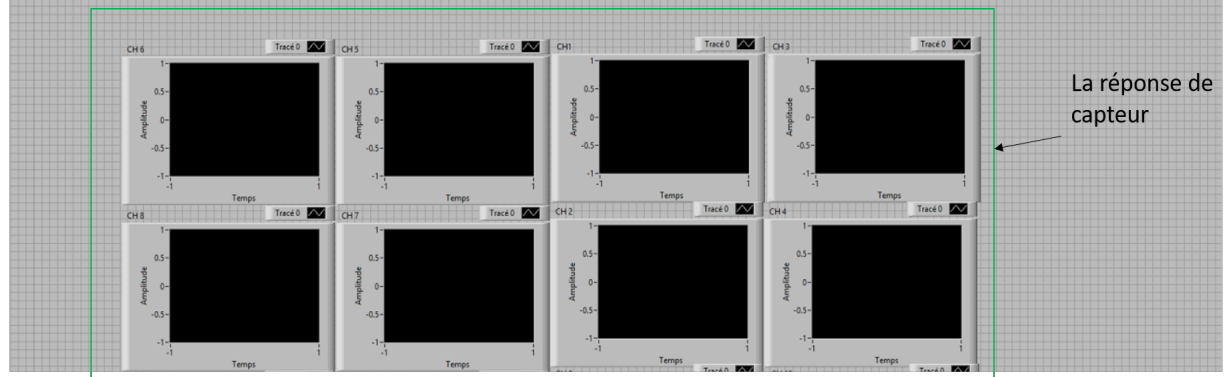 CH 6
Tracé 0
1
0.5
0
-0.5
-1
Amplitude
-1
1
Temps
CH 5
Tracé 0
1
0.5
0
-0.5
-1
Amplitude
-1
1
Temps
CH1
Tracé 0
1
0.5
0
-0.5
-1
Amplitude
-1
1
Temps
CH 3
Tracé 0
1
0.5
0
-0.5
-1
Amplitude
-1
1
Temps
La réponse de
capteur
CH 8
Tracé 0
1
0.5
0
-0.5
-1
Amplitude
-1
1
Temps
CH 7
Tracé 0
1
0.5
0
-0.5
-1
Amplitude
-1
1
Temps
CH 2
Tracé 0
1
0.5
0
-0.5
-1
Amplitude
-1
1
Temps
CH 4
Tracé 0
1
0.5
0
-0.5
-1
Amplitude
-1
1
Temps
Tracé 0
Tracé 0